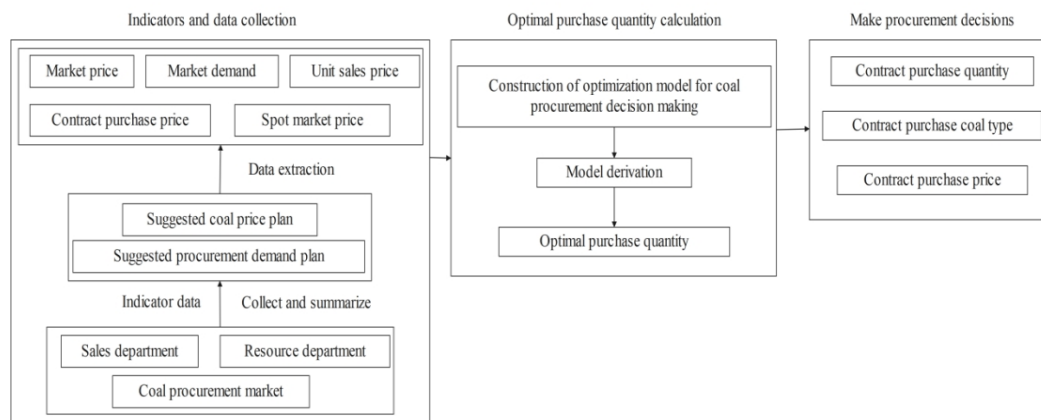 Indicators and data collection
Optimal purchase quantity calculation
Make procurement decisions
Market price
Market demand
Unit sales price
Contract purchase price
Spot market price
Data extraction
Suggested coal price plan
Suggested procurement demand plan
Indicator data
Collect and summarize
Sales department
Resource department
Coal procurement market
Construction of optimization model for coal
procurement decision making
Model derivation
Optimal purchase quantity
Contract purchase quantity
Contract purchase coal type
Contract purchase price